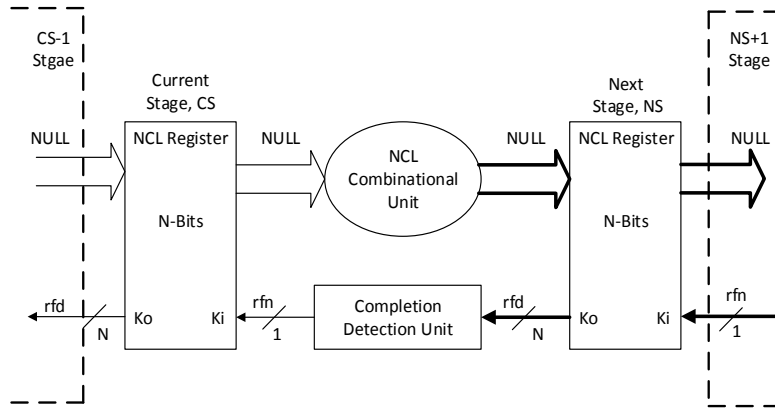 CS-1
Stgae
Current
Stage, CS
Next
Stage, NS
NS+1
Stage
NULL
NCL Register
NULL
NCL
Combinational
Unit
NULL
NCL Register
NULL
N-Bits
N-Bits
rfd
N
Ko
Ki
rfn
1
Completion
Detection Unit
rfd
N
Ko
Ki
rfn
1